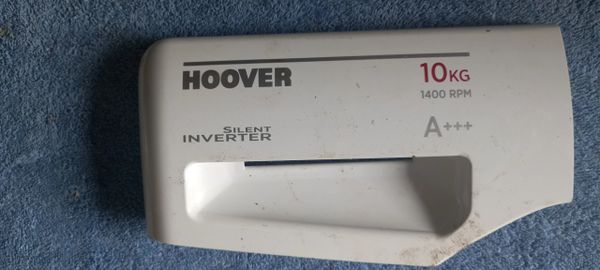 HOOVER
10KG
1400 RPM
SILENT
INVERTER
A+++